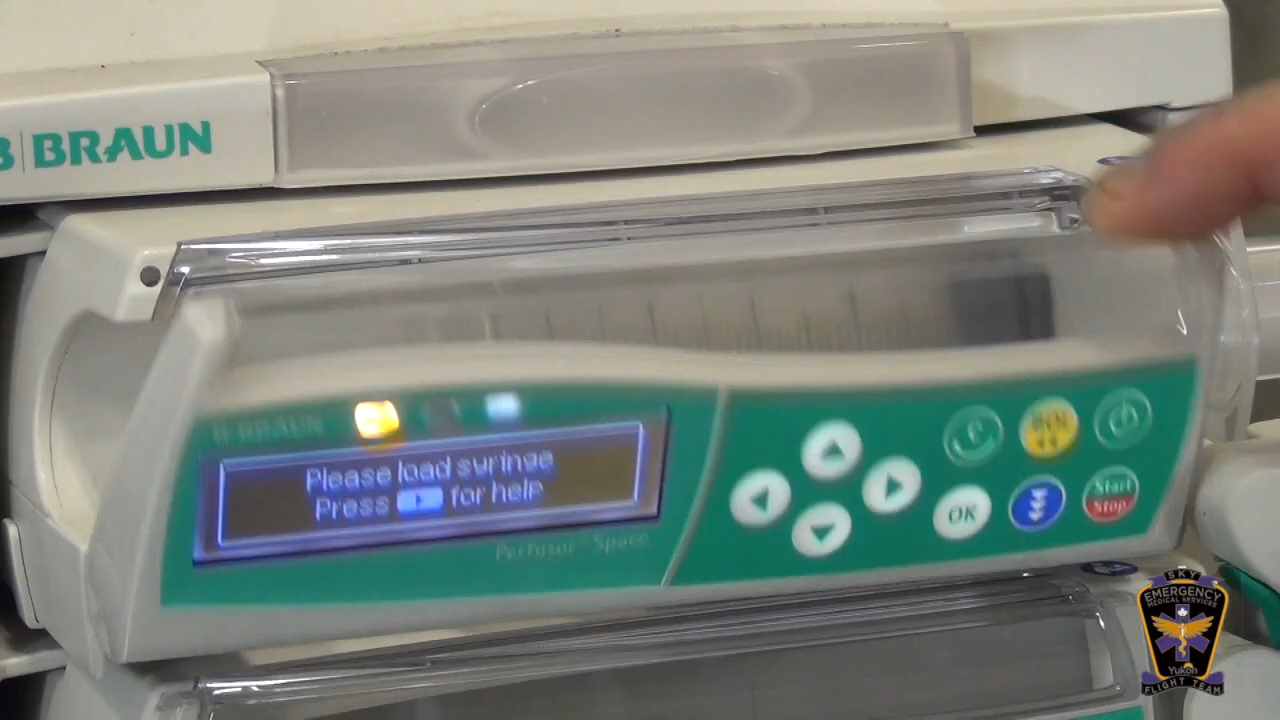 B|BRAUN
B BRAUN
Please load syringe
Press ▶ for help
Perfusor® Space
BOL
OK
Start
Stop
SKY
EMERGENCY
MEDICAL SERVICES
Yukon
FLIGHT TEAM